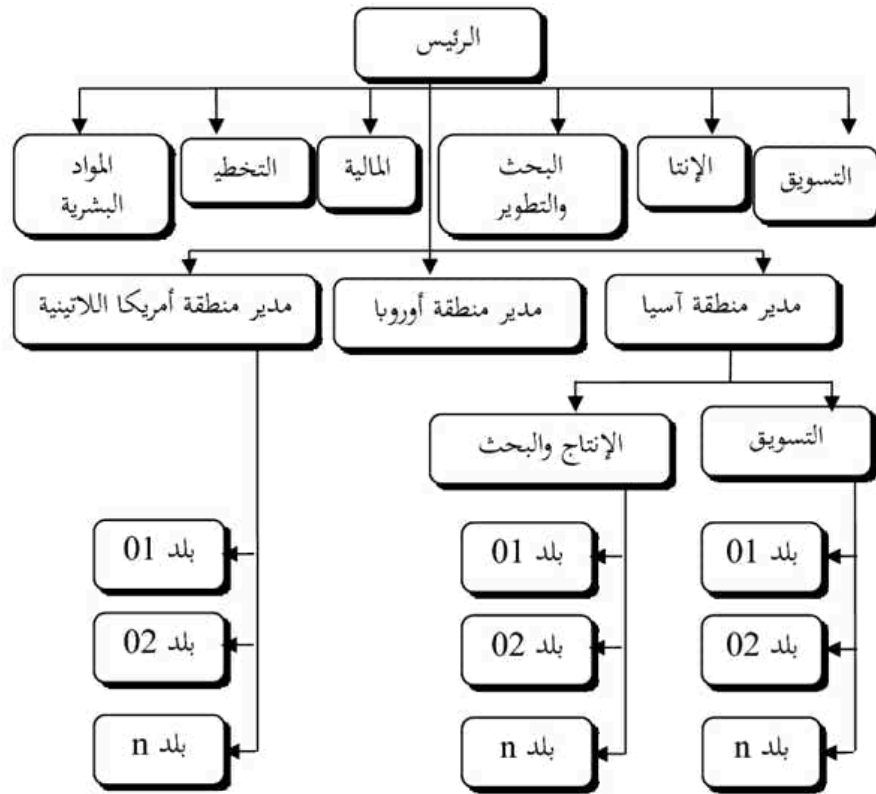 الرئيس
التسويق
الإنتا
البحث
والتطوير
المالية
التخطي
المواد
البشرية
مدير منطقة آسيا
مدير منطقة أوروبا
مدير منطقة أمريكا اللاتينية
التسويق
الإنتاج والبحث
بلد 01
بلد 01
بلد 01
بلد 02
بلد 02
بلد 02
بلد n
بلد n
بلد n